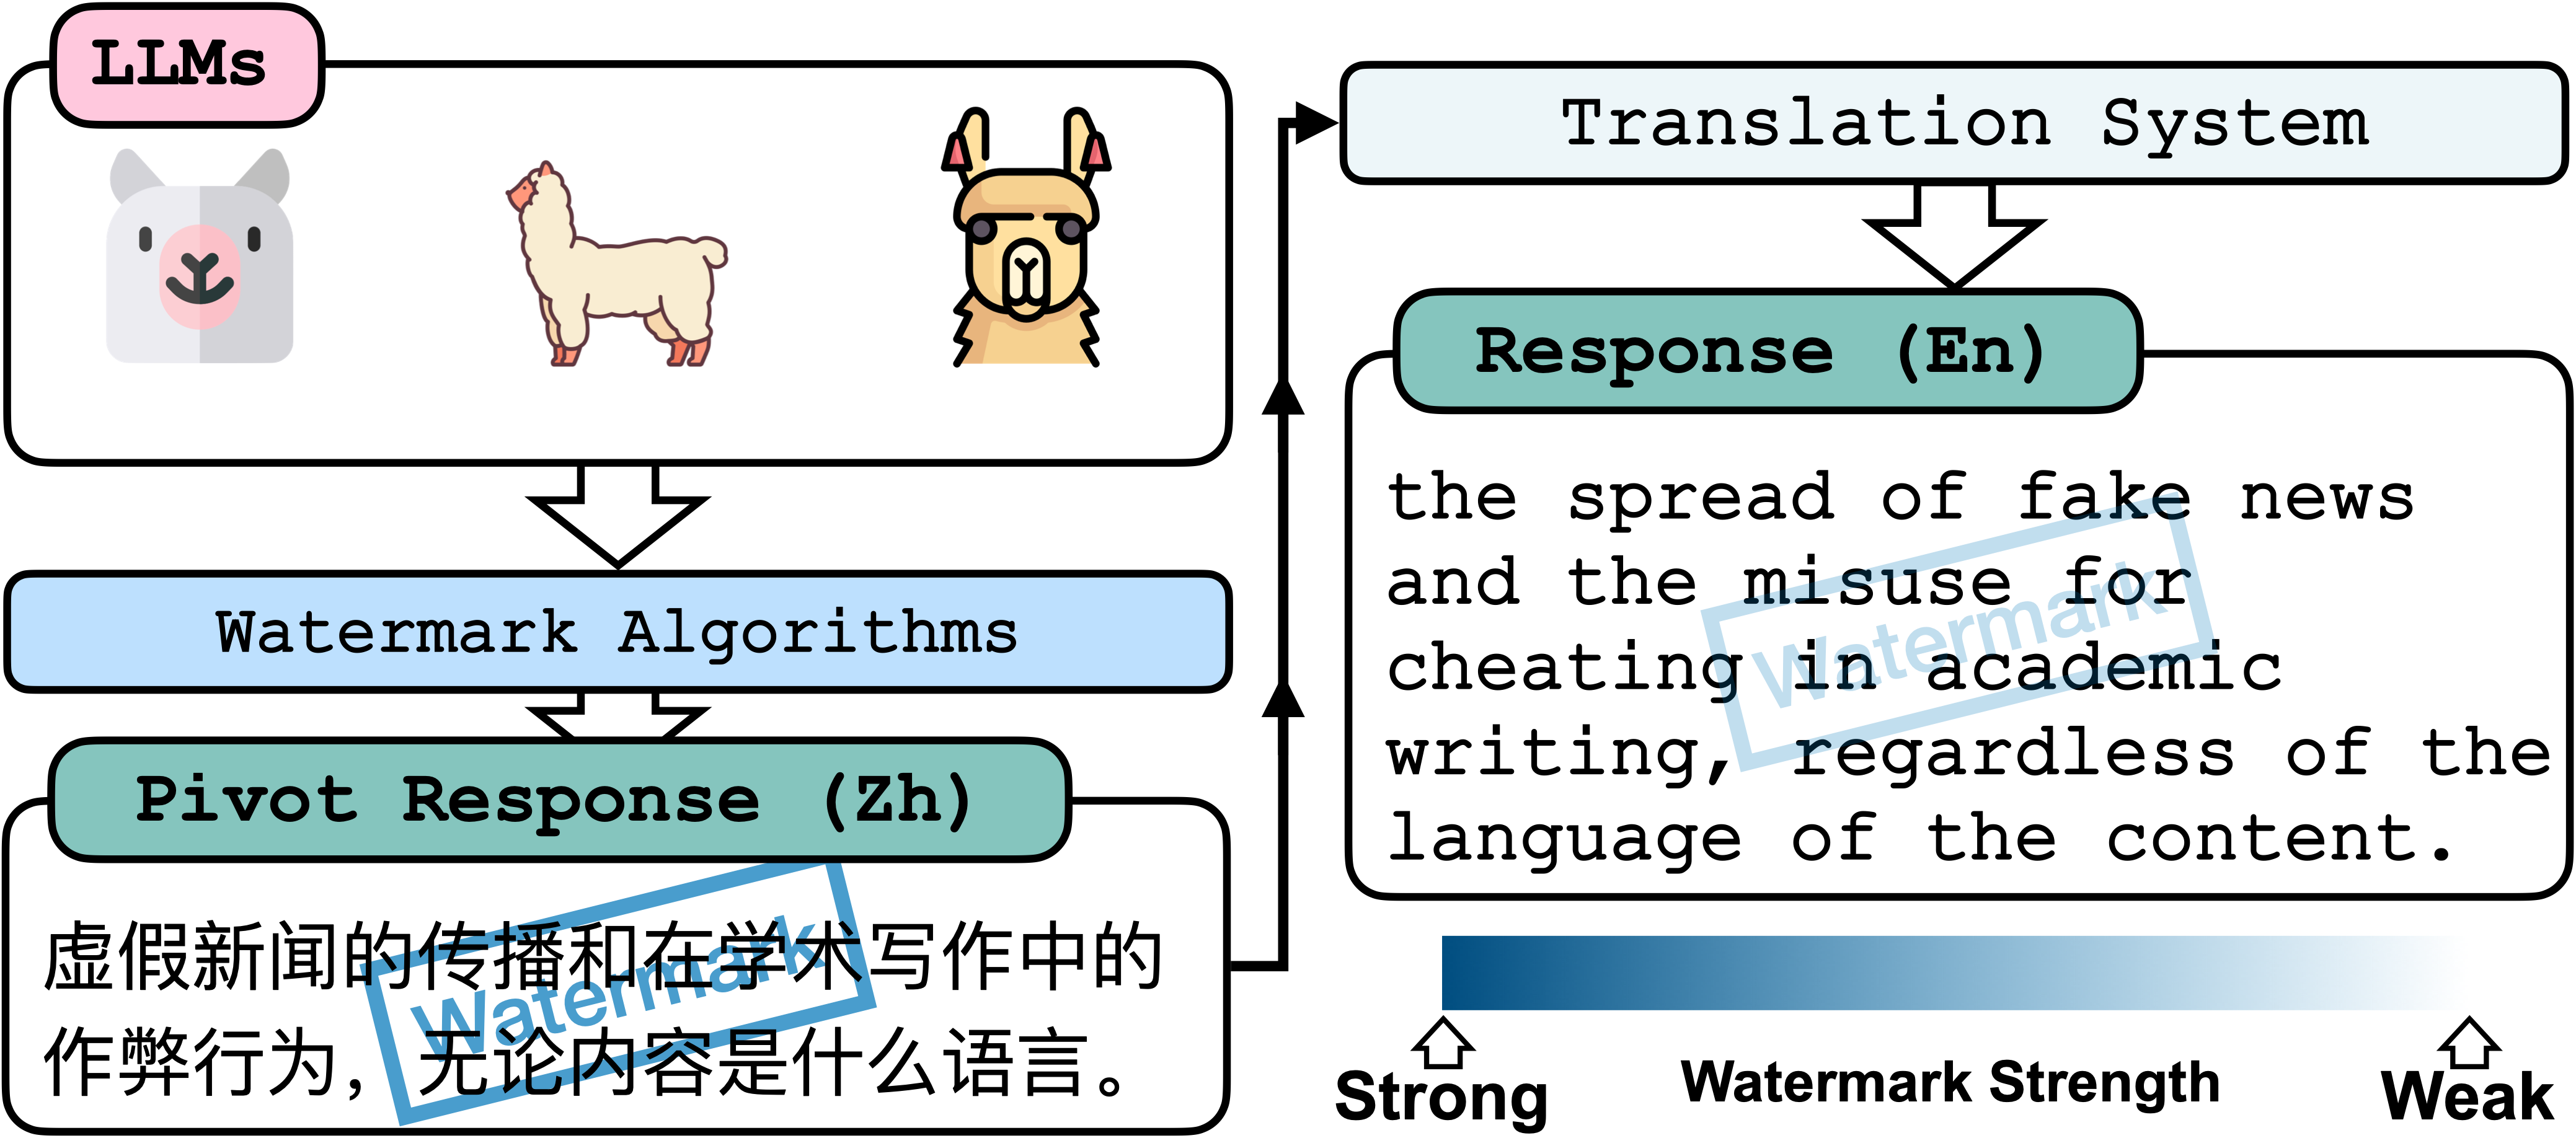 LLMs
Watermark Algorithms
Pivot Response (Zh)
虚假新闻的传播和在学术写作中的
作弊行为，无论内容是什么语言。
Watermark
Translation System
Response (En)
the spread of fake news
and the misuse for
cheating in academic
writing, regardless of the
language of the content.
Watermark
Strong
Watermark Strength
Weak